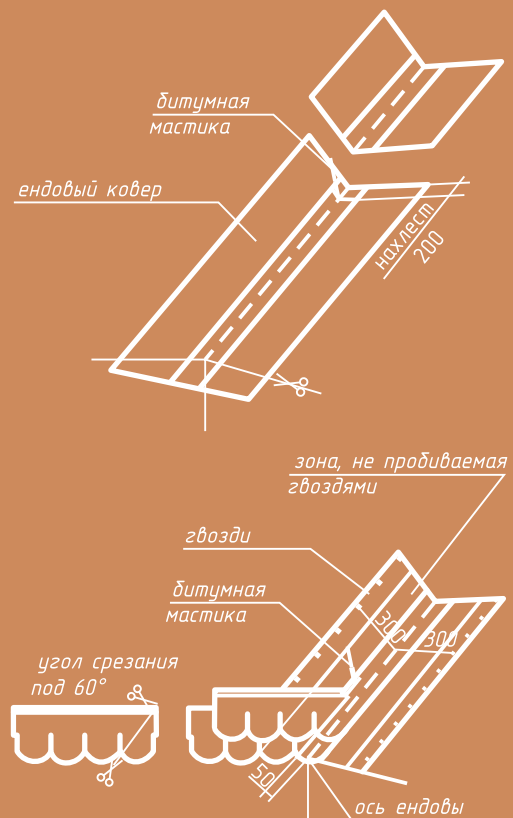 битумная
мастика
ендовый ковер
нахлест
200
зона, не пробиваемая
гвоздями
гвозди
битумная
мастика
300
300
угол срезания
под 60°
50
ось ендовы